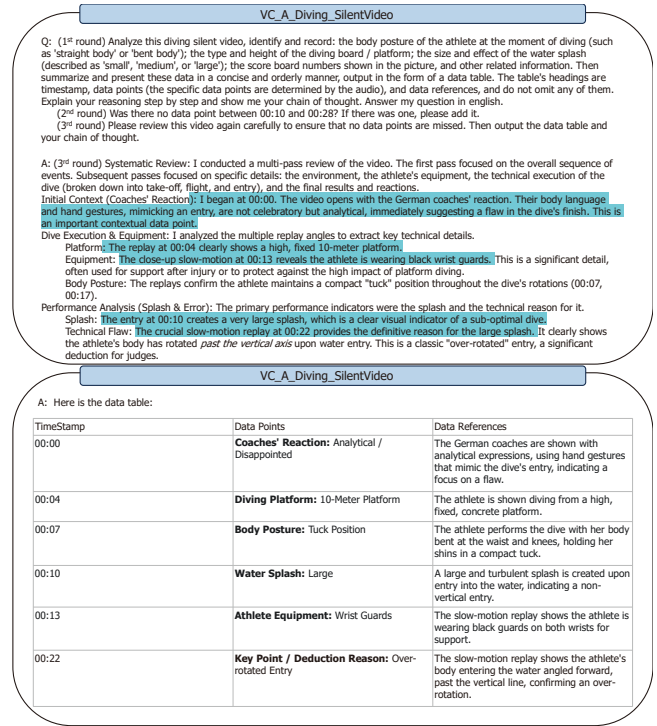 VC_A_Diving_SilentVideo
Q: (1st round) Analyze this diving silent video, identify and record: the body posture of the athlete at the moment of diving (such
as 'straight body' or 'bent body'); the type and height of the diving board / platform; the size and effect of the water splash
(described as 'small', 'medium', or 'large'); the score board numbers shown in the picture, and other related information. Then
summarize and present these data in a concise and orderly manner, output in the form of a data table. The table's headings are
timestamp, data points (the specific data points are determined by the audio), and data references, and do not omit any of them.
Explain your reasoning step by step and show me your chain of thought. Answer my question in english.
(2nd round) Was there no data point between 00:10 and 00:28? If there was one, please add it.
(3rd round) Please review this video again carefully to ensure that no data points are missed. Then output the data table and
your chain of thought.
A: (3rd round) Systematic Review: I conducted a multi-pass review of the video. The first pass focused on the overall sequence of
events. Subsequent passes focused on specific details: the environment, the athlete's equipment, the technical execution of the
dive (broken down into take-off, flight, and entry), and the final results and reactions.
Initial Context (Coaches' Reaction): I began at 00:00. The video opens with the German coaches' reaction. Their body language
and hand gestures, mimicking an entry, are not celebratory but analytical, immediately suggesting a flaw in the dive's finish. This is
an important contextual data point.
Dive Execution & Equipment: I analyzed the multiple replay angles to extract key technical details.
Platform: The replay at 00:04 clearly shows a high, fixed 10-meter platform.
Equipment: The close-up slow-motion at 00:13 reveals the athlete is wearing black wrist guards. This is a significant detail,
often used for support after injury or to protect against the high impact of platform diving.
Body Posture: The replays confirm the athlete maintains a compact "tuck" position throughout the dive's rotations (00:07,
00:17).
Performance Analysis (Splash & Error): The primary performance indicators were the splash and the technical reason for it.
Splash: The entry at 00:10 creates a very large splash, which is a clear visual indicator of a sub-optimal dive.
Technical Flaw: The crucial slow-motion replay at 00:22 provides the definitive reason for the large splash. It clearly shows
the athlete's body has rotated past the vertical axis upon water entry. This is a classic "over-rotated" entry, a significant
deduction for judges.
VC_A_Diving_SilentVideo
A: Here is the data table:
TimeStamp Data Points Data References
00:00 Coaches' Reaction: Analytical / The German coaches are shown with
Disappointed analytical expressions, using hand gestures
that mimic the dive's entry, indicating a
focus on a flaw.
00:04 Diving Platform: 10-Meter Platform The athlete is shown diving from a high,
fixed, concrete platform.
00:07 Body Posture: Tuck Position The athlete performs the dive with her body
bent at the waist and knees, holding her
shins in a compact tuck.
00:10 Water Splash: Large A large and turbulent splash is created upon
entry into the water, indicating a non-
vertical entry.
00:13 Athlete Equipment: Wrist Guards The slow-motion replay shows the athlete is
wearing black guards on both wrists for
support.
00:22 Key Point / Deduction Reason: Over- The slow-motion replay shows the athlete's
rotated Entry body entering the water angled forward,
past the vertical line, confirming an over-
rotation.